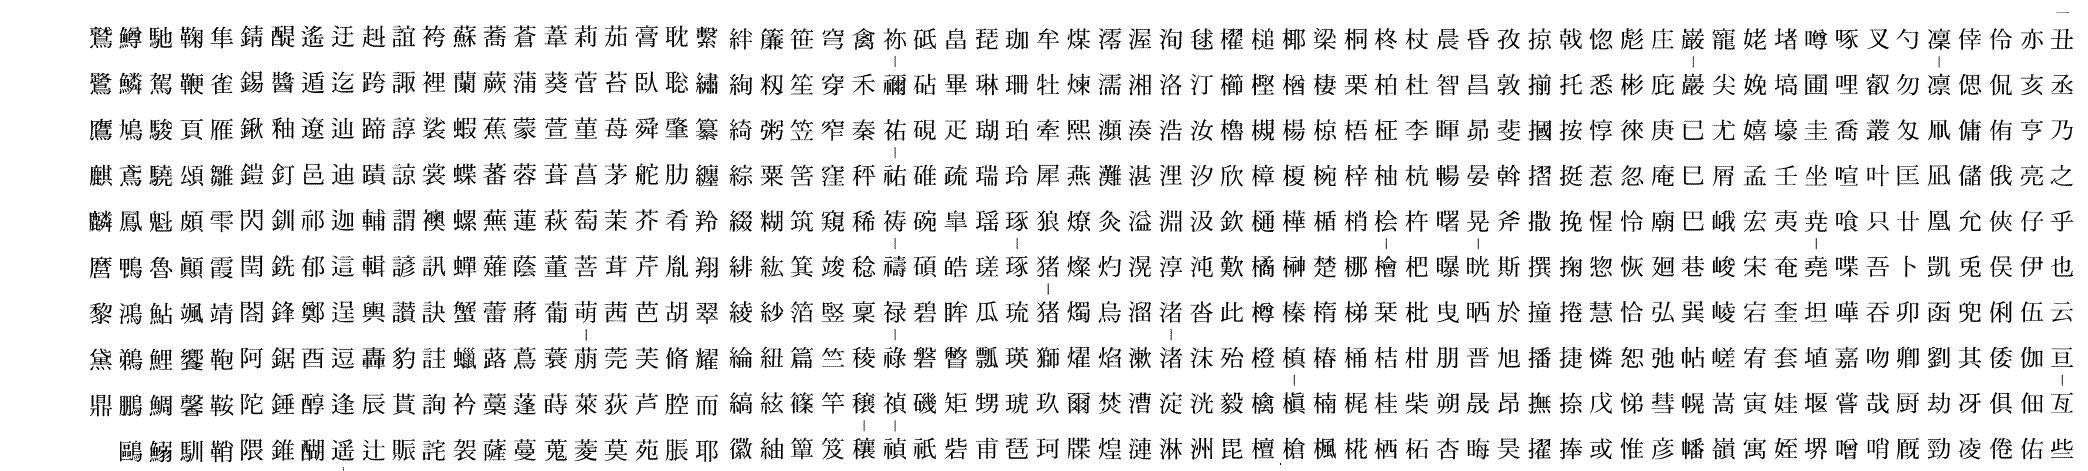 丑丞乃之乎也云亘亙些
亦亥亨亮仔伊伍伽佃佑
伶侃侑俄俠俣俐倭俱倦
倖偲傭儲允兎兜其冴凌
凜凛凧凪凰凱函劉劫勁
勺勿匁匡廿卜卯卿厨厩
又叡叢叶只吾吞吻哉哨
啄哩喬喧喰喋嘩嘉嘗噌
噂圃圭坐尭堯坦埴堰堺
堵塙壕壬夷奄奎套娃姪
姥娩嬉孟宏宋宕宥寅寓
寵尖尤屑峨峻崚嵯嵩嶺
巌巖已巳巴巷巽帖幌幡
庄庇庚庵廟廻弘弛彗彦
彪彬徠忽怜恢恰恕悌惟
惚悉惇惹惺惣慧憐戊或
戟托按挺挽掬捲捷捺捧
掠揃摑摺撒撰撞播撫擢
孜敦斐幹斧斯於旭昂昊
昏昌昴晏晃晄晒晋晟晦
晨智暉暢曙曝曳朋朔杏
杖杜李杭杵杷枇柑柴柘
柊柏柾柚桧檜栞桔桂栖
桐栗梧梓梢梛梯桶梶椛
梁棲椋椀楯楚楕椿楠楓
椰楢楊榎樺榊榛槙槇槍
槌樫槻樟樋橘樽橙檎檀
櫂櫛櫓欣欽歎此殆毅毘
毬汀汝汐汲沌沓沫洸洲
洵洛浩浬淵淳渚渚淀淋
渥湘湊湛溢滉溜漱漕漣
澪濡瀕灘灸灼烏焰焚煌
煤煉熙燕燎燦燭燿爾牒
牟牡牽犀狼猪猪獅玖珂
珈珊珀玲琢琢琉瑛琥琶
琵琳瑚瑞瑶瑳瓜瓢甥甫
畠畢疋疏皐皓眸瞥矩砦
砥砧硯碓碗碩碧磐磯祇
祢禰祐祐祷禱禄祿禎禎
禽禾秦秤稀稔稟稜穣穰
穹穿窄窪窺竣竪竺竿笈
笹笙笠筈筑箕箔篇篠簞
簾籾粥粟糊紘紗紐絃紬
絆絢綺綜綴緋綾綸縞徽
繫繡纂纏羚翔翠耀而耶
耽聡肇肋肴胤胡脩腔脹
膏臥舜舵芥芹芭芙芦苑
茄苔苺茅茉茸茜莞荻莫
莉菅菫菖萄菩萌萠萊菱
葦葵萱葺萩董葡蓑蒔蒐
蒼蒲蒙蓉蓮蔭蔣蔦蓬蔓
蕎蕨蕉蕃蕪薙蕾蕗藁薩
蘇蘭蝦蝶螺蟬蟹蠟衿袈
袴裡裟裳襖訊訣註詢詫
誼諏諄諒謂諺讃豹貰賑
赳跨蹄蹟輔輯輿轟辰辻
迂迄辿迪迦這逞逗逢遥
遙遁遼邑祁郁鄭酉醇醐
醒醬釉釘釧銑鋒鋸錘錐
錆錫鍬鎧閃閏閤阿陀隈
隼雀雁雛雫霞靖鞄鞍鞘
鞠鞭頁頌頗顚颯饗馨馴
馳駕駿驍魁魯鮎鯉鯛鰯
鱒鱗鳩鳶鳳鴨鴻鵜鵬鷗
鷲鷺鷹麒麟麿黎黛鼎